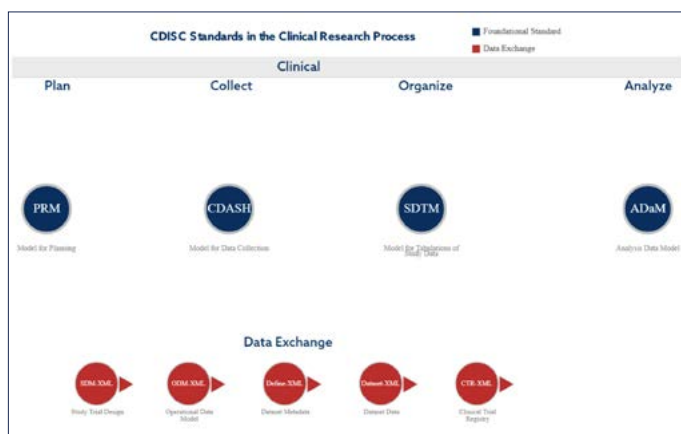 CDISC Standards in the Clinical Research Process
Foundational Standard
Data Exchange
Clinical
Plan
Collect
Organize
Analyze
PRM
CDASH
SDTM
ADaM
Model for Planning
Model for Data Collection
Model for Tabulations of
Study Data
Analysis Data Model
Data Exchange
SDM-XML
ODM-XML
Define-XML
Dataset-XML
CTR-XML
Study Trial Design
Operational Data
Model
Dataset Metadata
Dataset Data
Clinical Trial
Registry